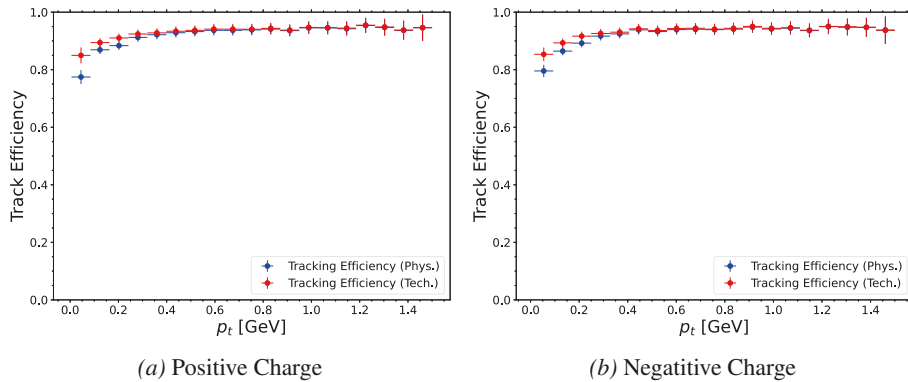 1.0
0.8
0.6
0.4
0.2
0.0
Track Efficiency
Tracking Efficiency (Phys.)
Tracking Efficiency (Tech.)
0.0 0.2 0.4 0.6 0.8 1.0 1.2 1.4
p_t [GeV]
(a) Positive Charge
1.0
0.8
0.6
0.4
0.2
0.0
Track Efficiency
Tracking Efficiency (Phys.)
Tracking Efficiency (Tech.)
0.0 0.2 0.4 0.6 0.8 1.0 1.2 1.4
p_t [GeV]
(b) Negatitive Charge